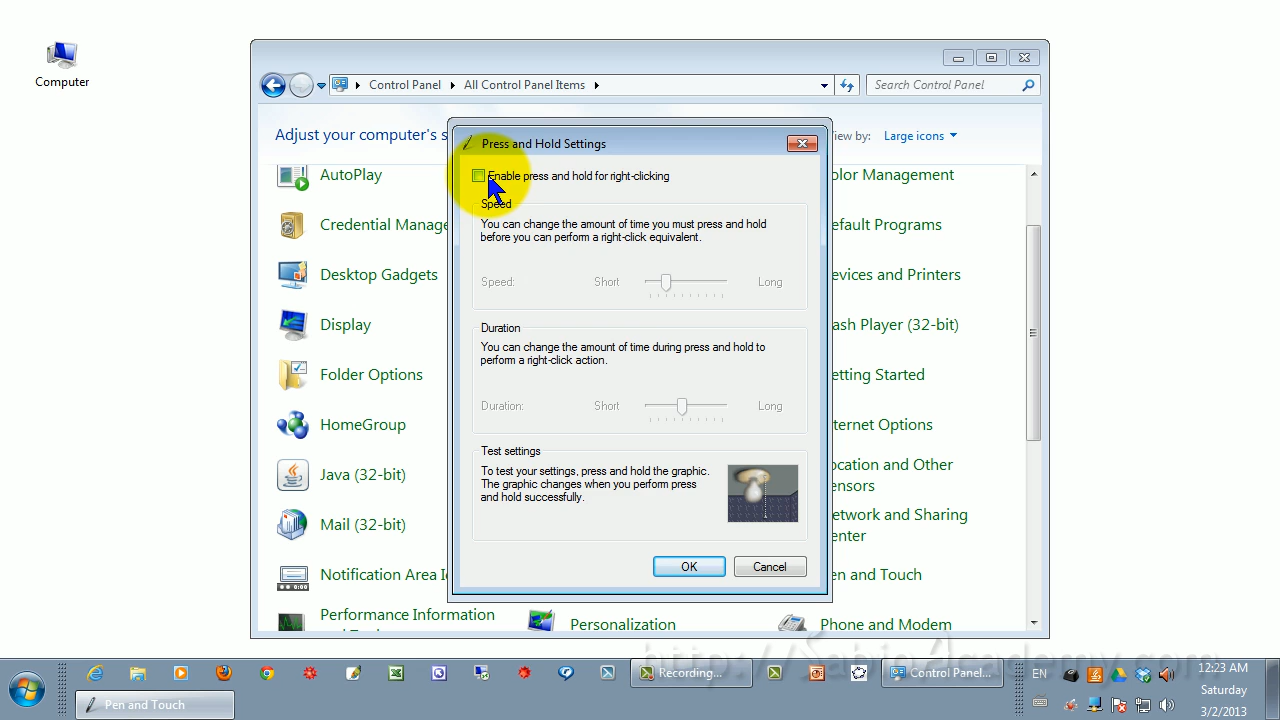 Computer
Control Panel
All Control Panel Items
Search Control Panel
Adjust your computer's s
iew by:
Large icons
AutoPlay
Credential Manage
Desktop Gadgets
Display
Folder Options
HomeGroup
Java (32-bit)
Mail (32-bit)
Notification Area I
Performance Information
Personalization
Phone and Modem
olor Management
efault Programs
evices and Printers
ash Player (32-bit)
etting Started
ternet Options
ocation and Other
ensors
etwork and Sharing
enter
en and Touch
Press and Hold Settings
Enable press and hold for right-clicking
Speed
You can change the amount of time you must press and hold
before you can perform a right-click equivalent.
Speed:
Short
Long
Duration
You can change the amount of time during press and hold to
perform a right-click action.
Duration:
Short
Long
Test settings
To test your settings, press and hold the graphic.
The graphic changes when you perform press
and hold successfully.
OK
Cancel
http://Sabio2academy.com
Recording...
Control Panel...
EN
12:23 AM
Saturday
3/2/2013
Pen and Touch